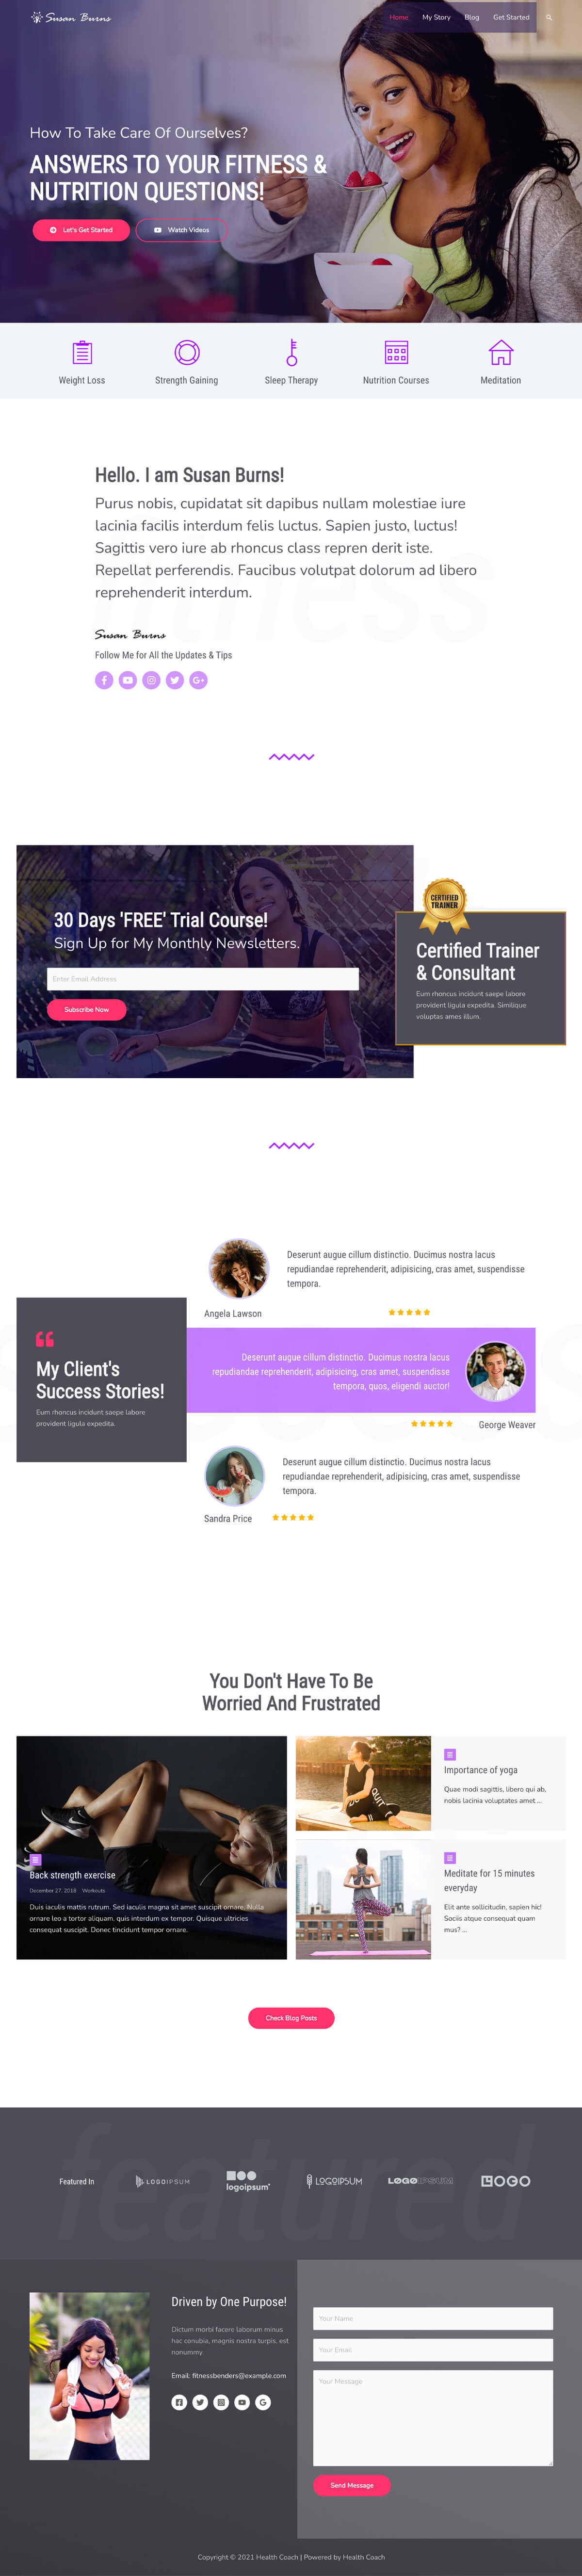 Susan Burns
Home My Story Blog Get Started
How To Take Care Of Ourselves?
ANSWERS TO YOUR FITNESS &
NUTRITION QUESTIONS!
Let's Get Started Watch Videos
Weight Loss Strength Gaining Sleep Therapy Nutrition Courses Meditation
Hello. I am Susan Burns!
Purus nobis, cupidatat sit dapibus nullam molestiae iure
lacinia facilis interdum felis luctus. Sapien justo, luctus!
Sagittis vero iure ab rhoncus class repren derit iste.
Repellat perferendis. Faucibus volutpat dolorum ad libero
reprehenderit interdum.
fitness
Susan Burns
Follow Me for All the Updates & Tips
30 Days 'FREE' Trial Course!
Sign Up for My Monthly Newsletters.
Enter Email Address
Subscribe Now
CERTIFIED
TRAINER
Certified Trainer
& Consultant
Eum rhoncus incidunt saepe labore
provident ligula expedita. Similique
voluptas ames illum.
Deserunt augue cillum distinctio. Ducimus nostra lacus
repudiandae reprehenderit, adipisicing, cras amet, suspendisse
tempora.
Angela Lawson
My Client's
Success Stories!
Eum rhoncus incidunt saepe labore
provident ligula expedita.
Deserunt augue cillum distinctio. Ducimus nostra lacus
repudiandae reprehenderit, adipisicing, cras amet, suspendisse
tempora, quos, eligendi auctor!
George Weaver
Deserunt augue cillum distinctio. Ducimus nostra lacus
repudiandae reprehenderit, adipisicing, cras amet, suspendisse
tempora.
Sandra Price
You Don't Have To Be
Worried And Frustrated
Back strength exercise
December 27, 2018 Workouts
Duis iaculis mattis rutrum. Sed iaculis magna sit amet suscipit ornare. Nulla
ornare leo a tortor aliquam, quis interdum ex tempor. Quisque ultricies
consequat suscipit. Donec tincidunt tempor ornare.
Importance of yoga
Quae modi sagittis, libero qui ab,
nobis lacinia voluptates amet ...
Meditate for 15 minutes
everyday
Elit ante sollicitudin, sapien hic!
Sociis atque consequat quam
mus? ...
Check Blog Posts
featured
Featured In
LOGOIPSUM
logoipsum
LOGOIPSUM
LOGOIPSUM
LOGO
Driven by One Purpose!
Dictum morbi facere laborum minus
hac conubia, magnis nostra turpis, est
nonummy.
Email: fitnessbenders@example.com
Your Name
Your Email
Your Message
Send Message
Copyright © 2021 Health Coach | Powered by Health Coach